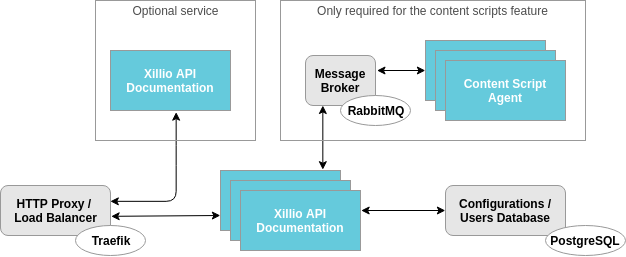 Optional service
Only required for the content scripts feature
Xillio API
Documentation
Message
Broker
RabbitMQ
Content Script
Agent
HTTP Proxy /
Load Balancer
Traefik
Xillio API
Documentation
Configurations /
Users Database
PostgreSQL